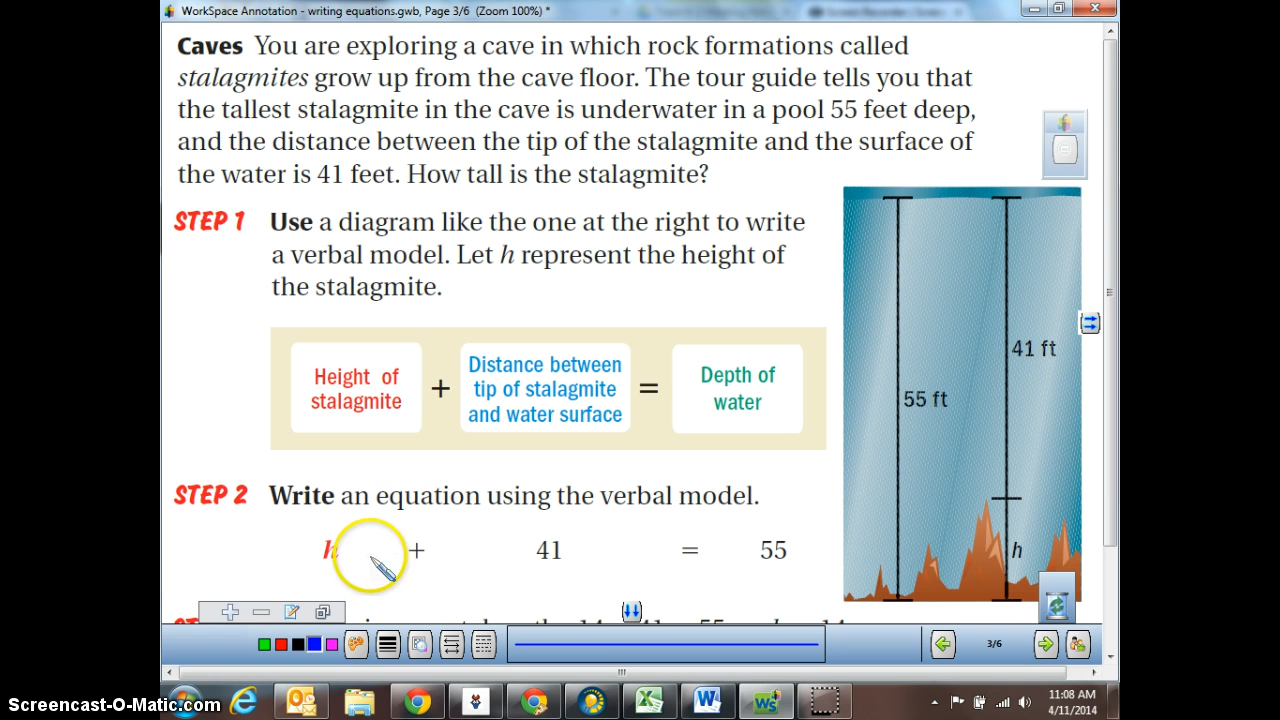 WorkSpace Annotation - writing equations.gwb, Page 3/6 (Zoom 100%) *
Caves You are exploring a cave in which rock formations called
stalagmites grow up from the cave floor. The tour guide tells you that
the tallest stalagmite in the cave is underwater in a pool 55 feet deep,
and the distance between the tip of the stalagmite and the surface of
the water is 41 feet. How tall is the stalagmite?
STEP 1 Use a diagram like the one at the right to write
a verbal model. Let h represent the height of
the stalagmite.
Height of
stalagmite
+
Distance between
tip of stalagmite
and water surface
=
Depth of
water
41 ft
55 ft
h
STEP 2 Write an equation using the verbal model.
h + 41 = 55
3/6
11:08 AM
4/11/2014
Screencast-O-Matic.com